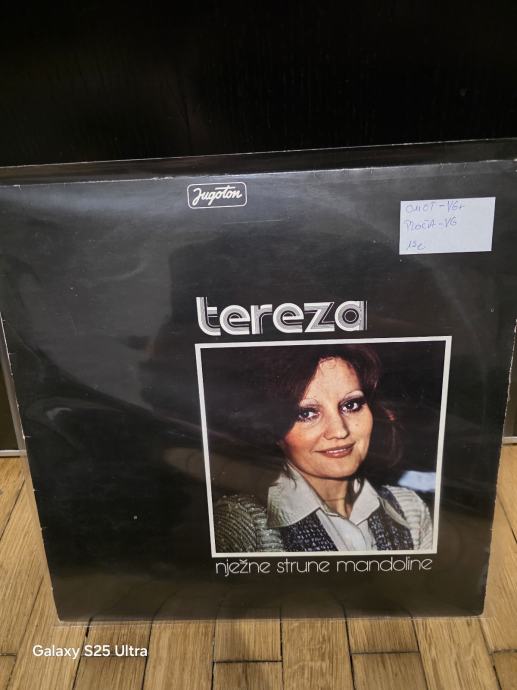 Jugoton
OMOT - VG+
PLOČA - VG
15€
tereza
nježne strune mandoline
Galaxy S25 Ultra